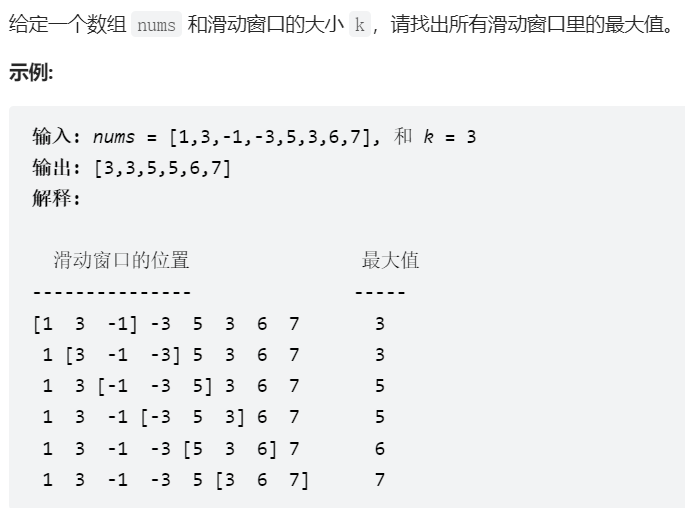 给定一个数组 nums 和滑动窗口的大小 k，请找出所有滑动窗口里的最大值。
示例:
输入: nums = [1,3,-1,-3,5,3,6,7], 和 k = 3
输出: [3,3,5,5,6,7]
解释:
滑动窗口的位置 最大值
--------------- -----
[1 3 -1] -3 5 3 6 7 3
1 [3 -1 -3] 5 3 6 7 3
1 3 [-1 -3 5] 3 6 7 5
1 3 -1 [-3 5 3] 6 7 5
1 3 -1 -3 [5 3 6] 7 6
1 3 -1 -3 5 [3 6 7] 7